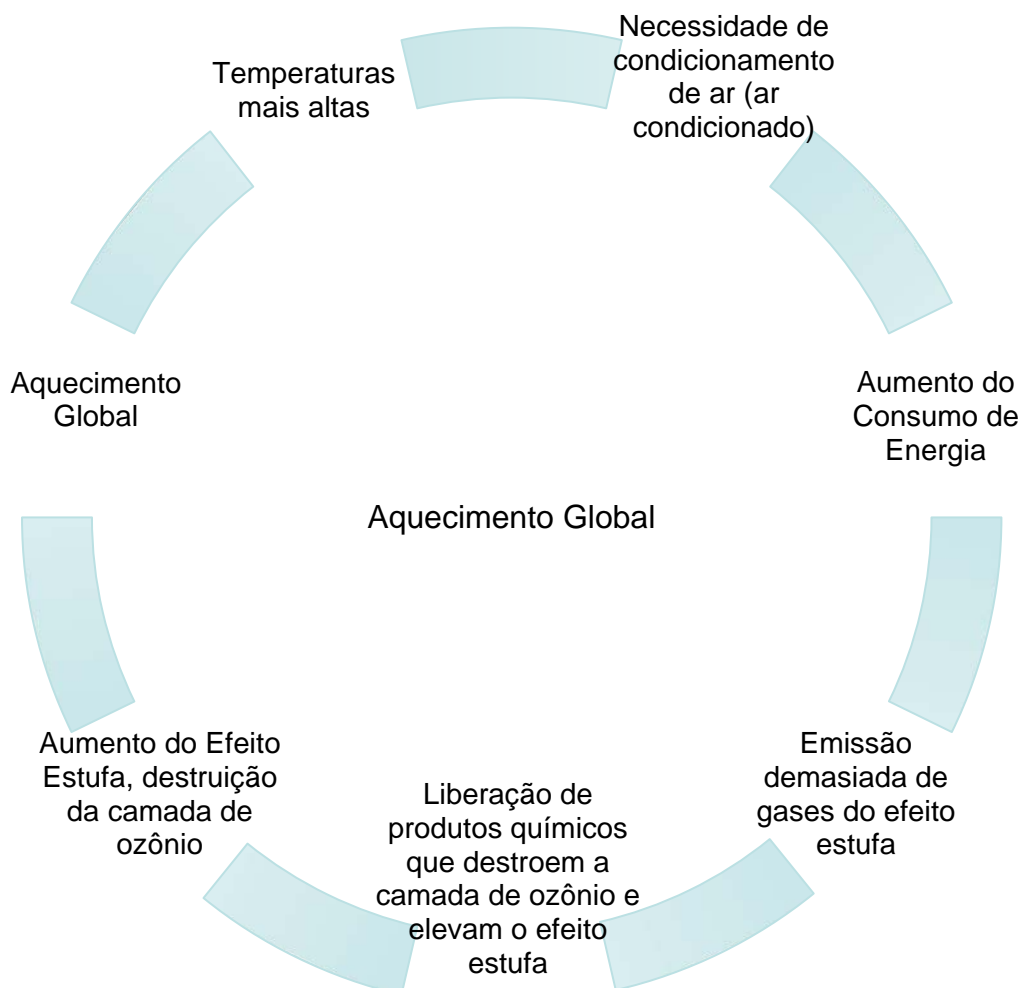 Necessidade de
condicionamento
de ar (ar
condicionado)
Aumento do
Consumo de
Energia
Emissão
demasiada de
gases do efeito
estufa
Liberação de
produtos químicos
que destroem a
camada de ozônio e
elevam o efeito
estufa
Aumento do Efeito
Estufa, destruição
da camada de
ozônio
Aquecimento
Global
Temperaturas
mais altas
Aquecimento Global